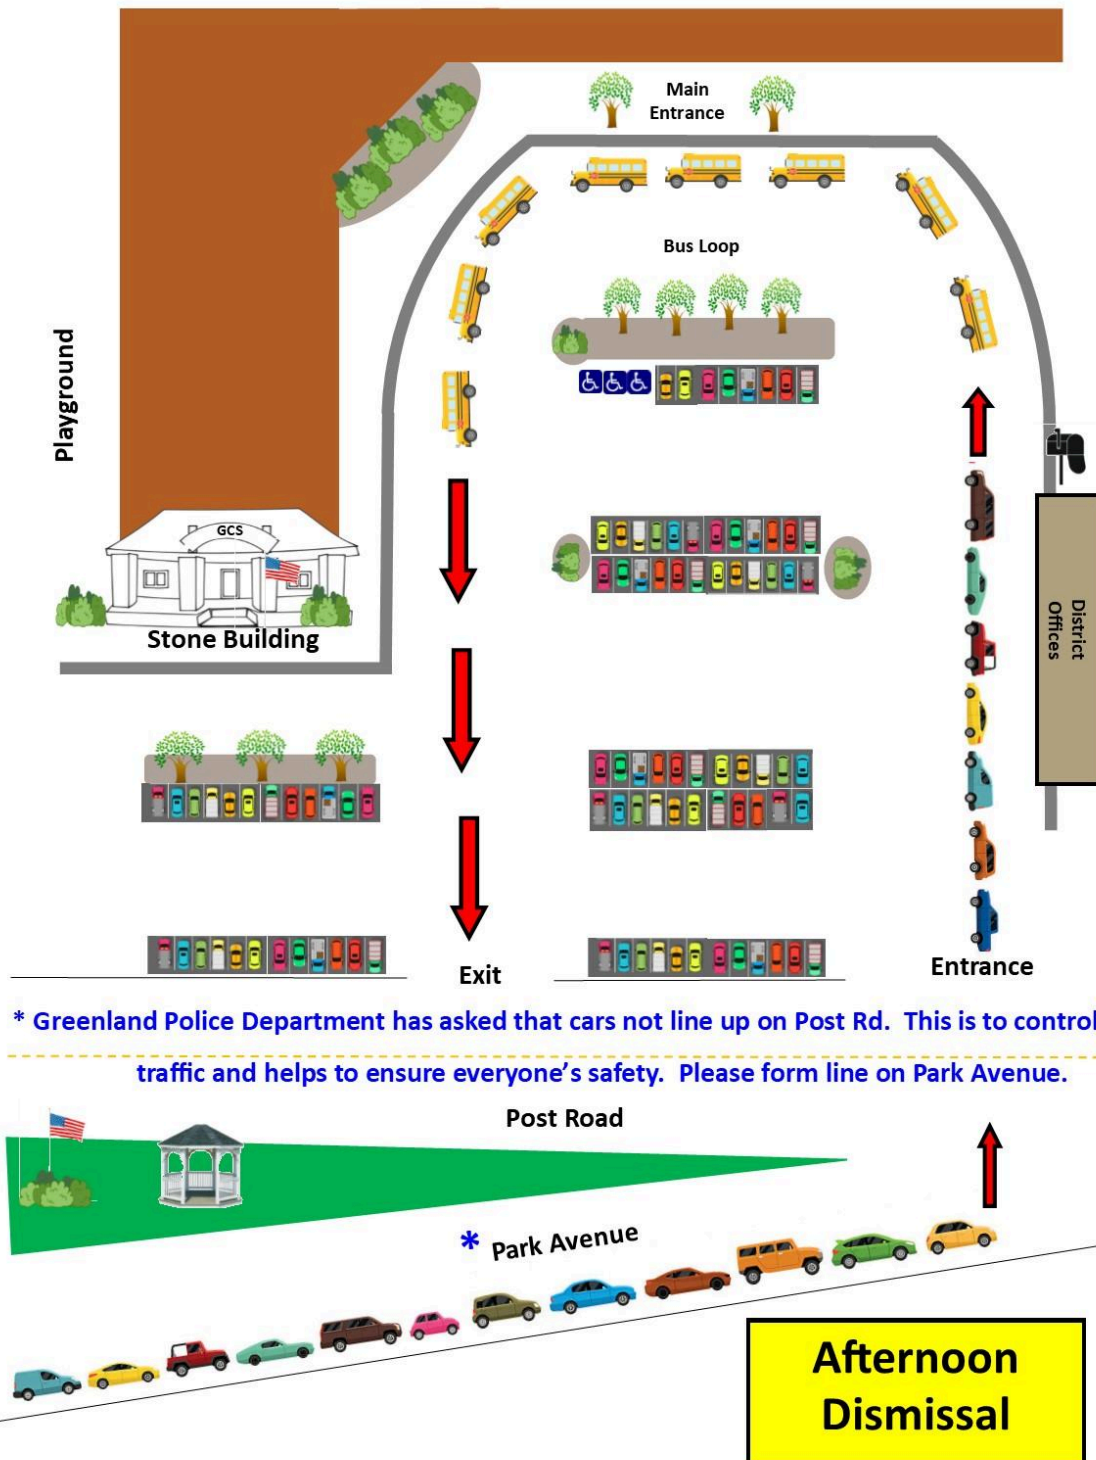 Main
Entrance
Bus Loop
Playground
GCS
Stone Building
District
Offices
Exit
Entrance
* Greenland Police Department has asked that cars not line up on Post Rd.  This is to control
traffic and helps to ensure everyone’s safety.  Please form line on Park Avenue.
Post Road
* Park Avenue
Afternoon
Dismissal